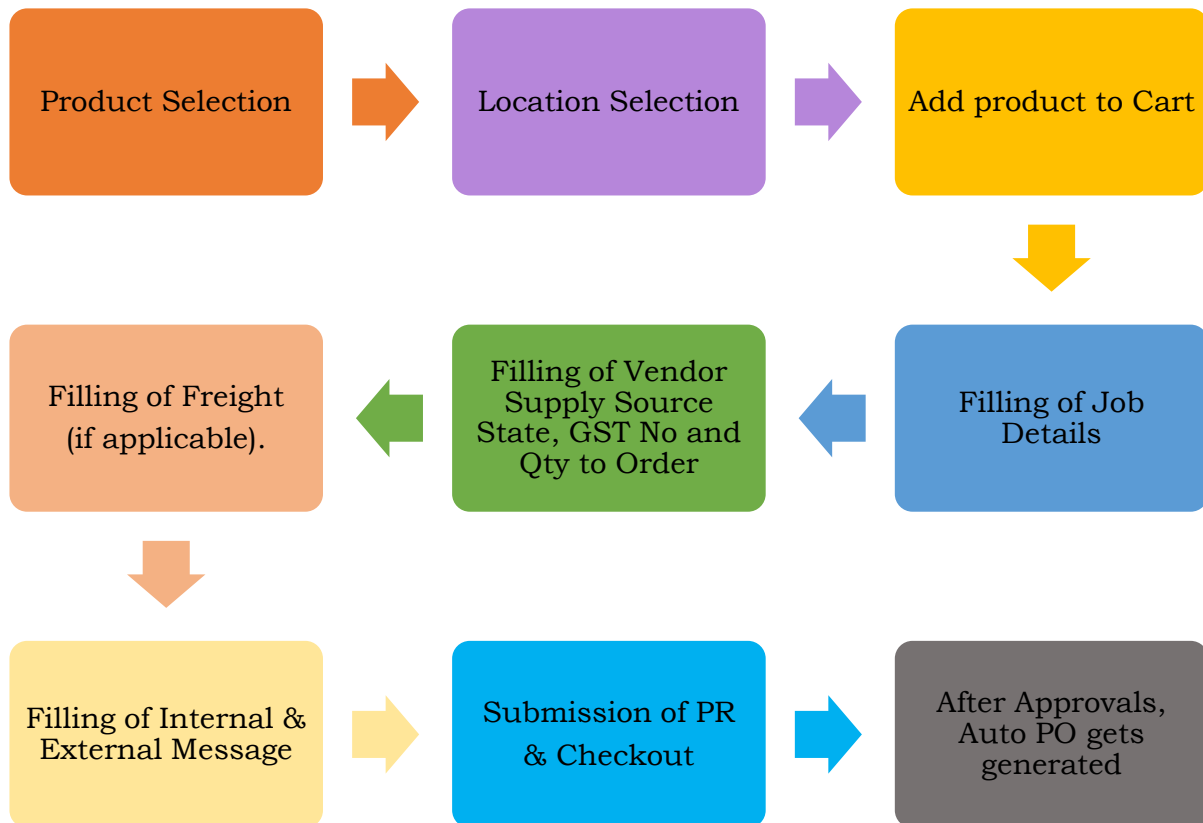 Product Selection
Location Selection
Add product to Cart
Filling of Job
Details
Filling of Vendor
Supply Source
State, GST No and
Qty to Order
Filling of Freight
(if applicable).
Filling of Internal &
External Message
Submission of PR
& Checkout
After Approvals,
Auto PO gets
generated